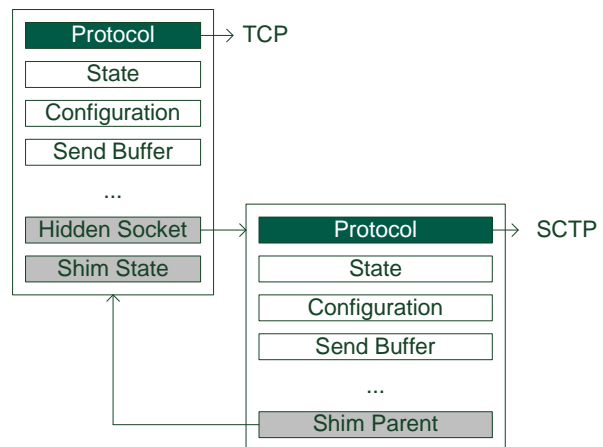 Protocol
TCP
State
Configuration
Send Buffer
...
Hidden Socket
Shim State
Protocol
SCTP
State
Configuration
Send Buffer
...
Shim Parent